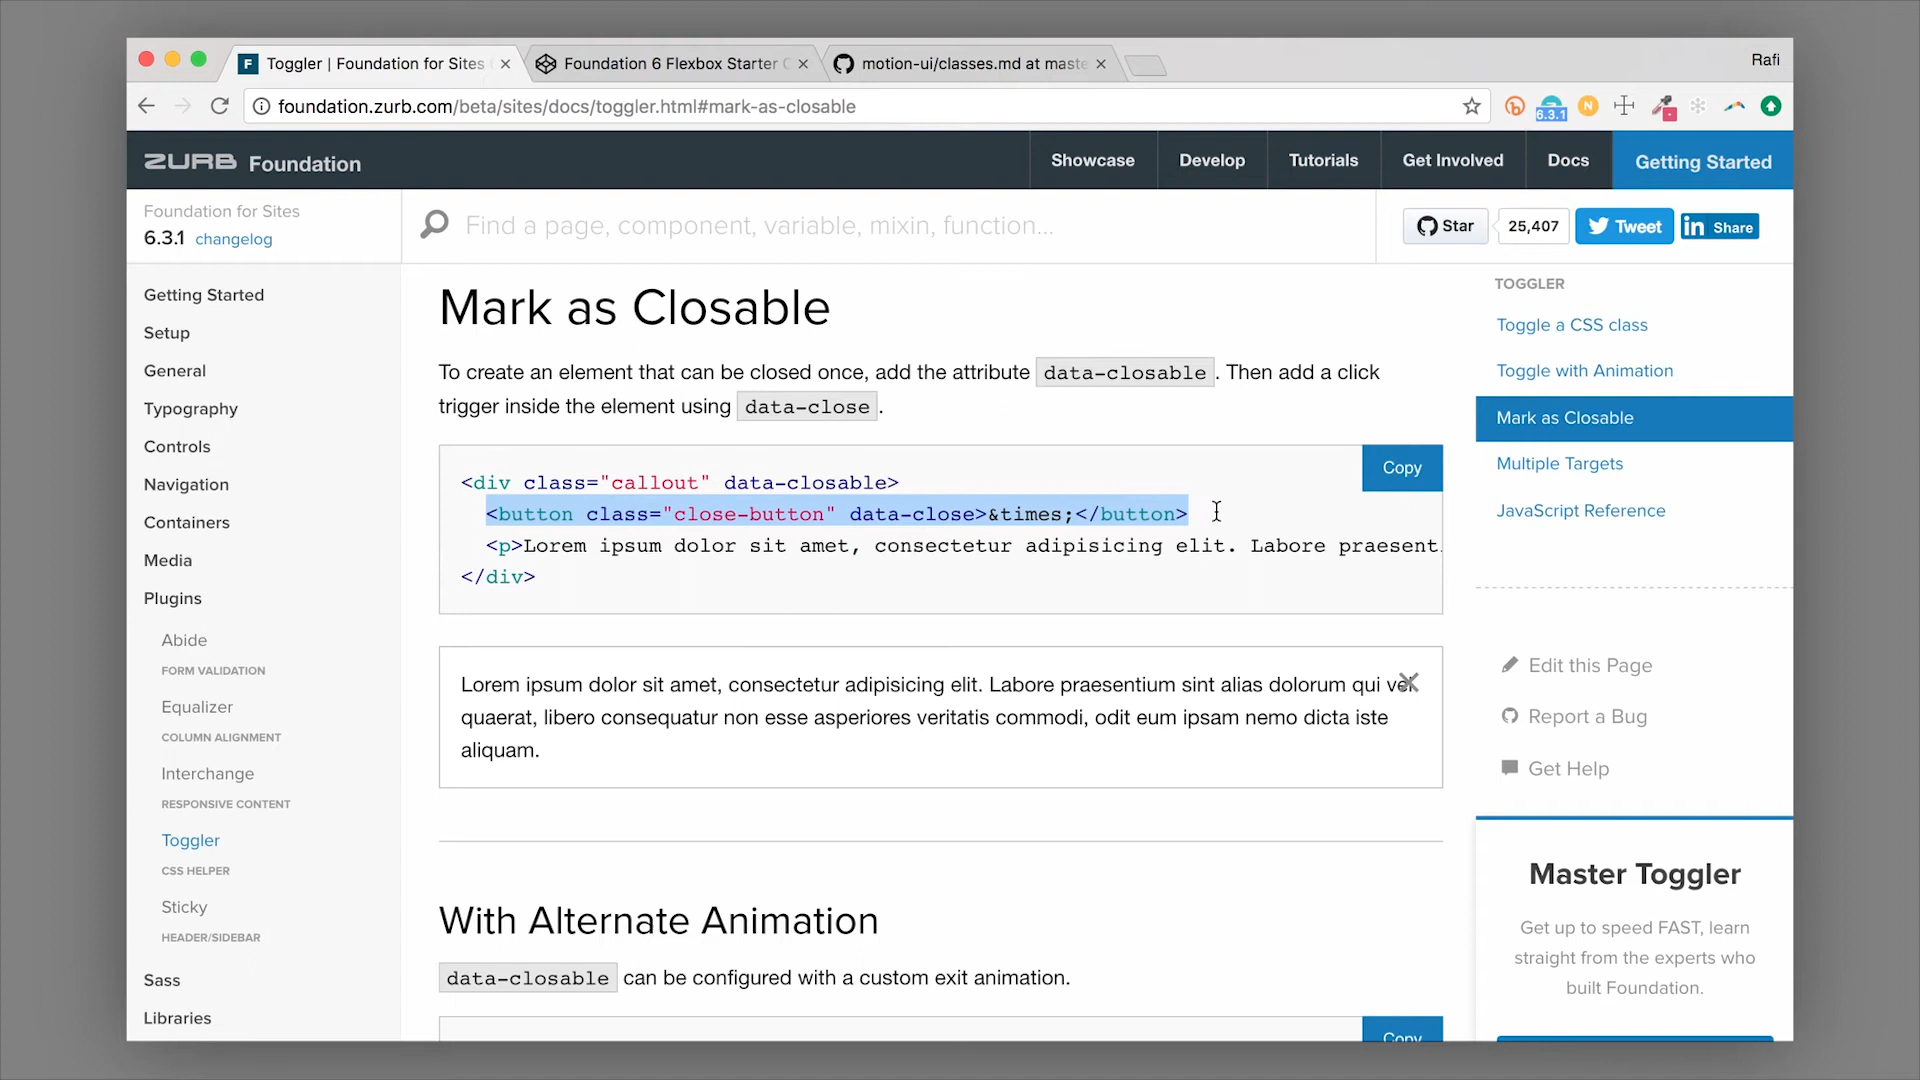 Toggler | Foundation for Sites
Foundation 6 Flexbox Starter
motion-ui/classes.md at maste
Rafi
foundation.zurb.com/beta/sites/docs/toggler.html#mark-as-closable
6.3.1
N
ZURB Foundation
Showcase
Develop
Tutorials
Get Involved
Docs
Getting Started
Foundation for Sites
6.3.1 changelog
Find a page, component, variable, mixin, function...
Star
25,407
Tweet
in Share
Getting Started
Setup
General
Typography
Controls
Navigation
Containers
Media
Plugins
Abide
FORM VALIDATION
Equalizer
COLUMN ALIGNMENT
Interchange
RESPONSIVE CONTENT
Toggler
CSS HELPER
Sticky
HEADER/SIDEBAR
Sass
Libraries
Mark as Closable
To create an element that can be closed once, add the attribute data-closable. Then add a click
trigger inside the element using data-close.
Copy
<div class="callout" data-closable>
<button class="close-button" data-close>&times;</button>
<p>Lorem ipsum dolor sit amet, consectetur adipisicing elit. Labore praesent
</div>
Lorem ipsum dolor sit amet, consectetur adipisicing elit. Labore praesentium sint alias dolorum qui
quaerat, libero consequatur non esse asperiores veritatis commodi, odit eum ipsam nemo dicta iste
aliquam.
With Alternate Animation
data-closable can be configured with a custom exit animation.
Copy
TOGGLER
Toggle a CSS class
Toggle with Animation
Mark as Closable
Multiple Targets
JavaScript Reference
Edit this Page
Report a Bug
Get Help
Master Toggler
Get up to speed FAST, learn
straight from the experts who
built Foundation.